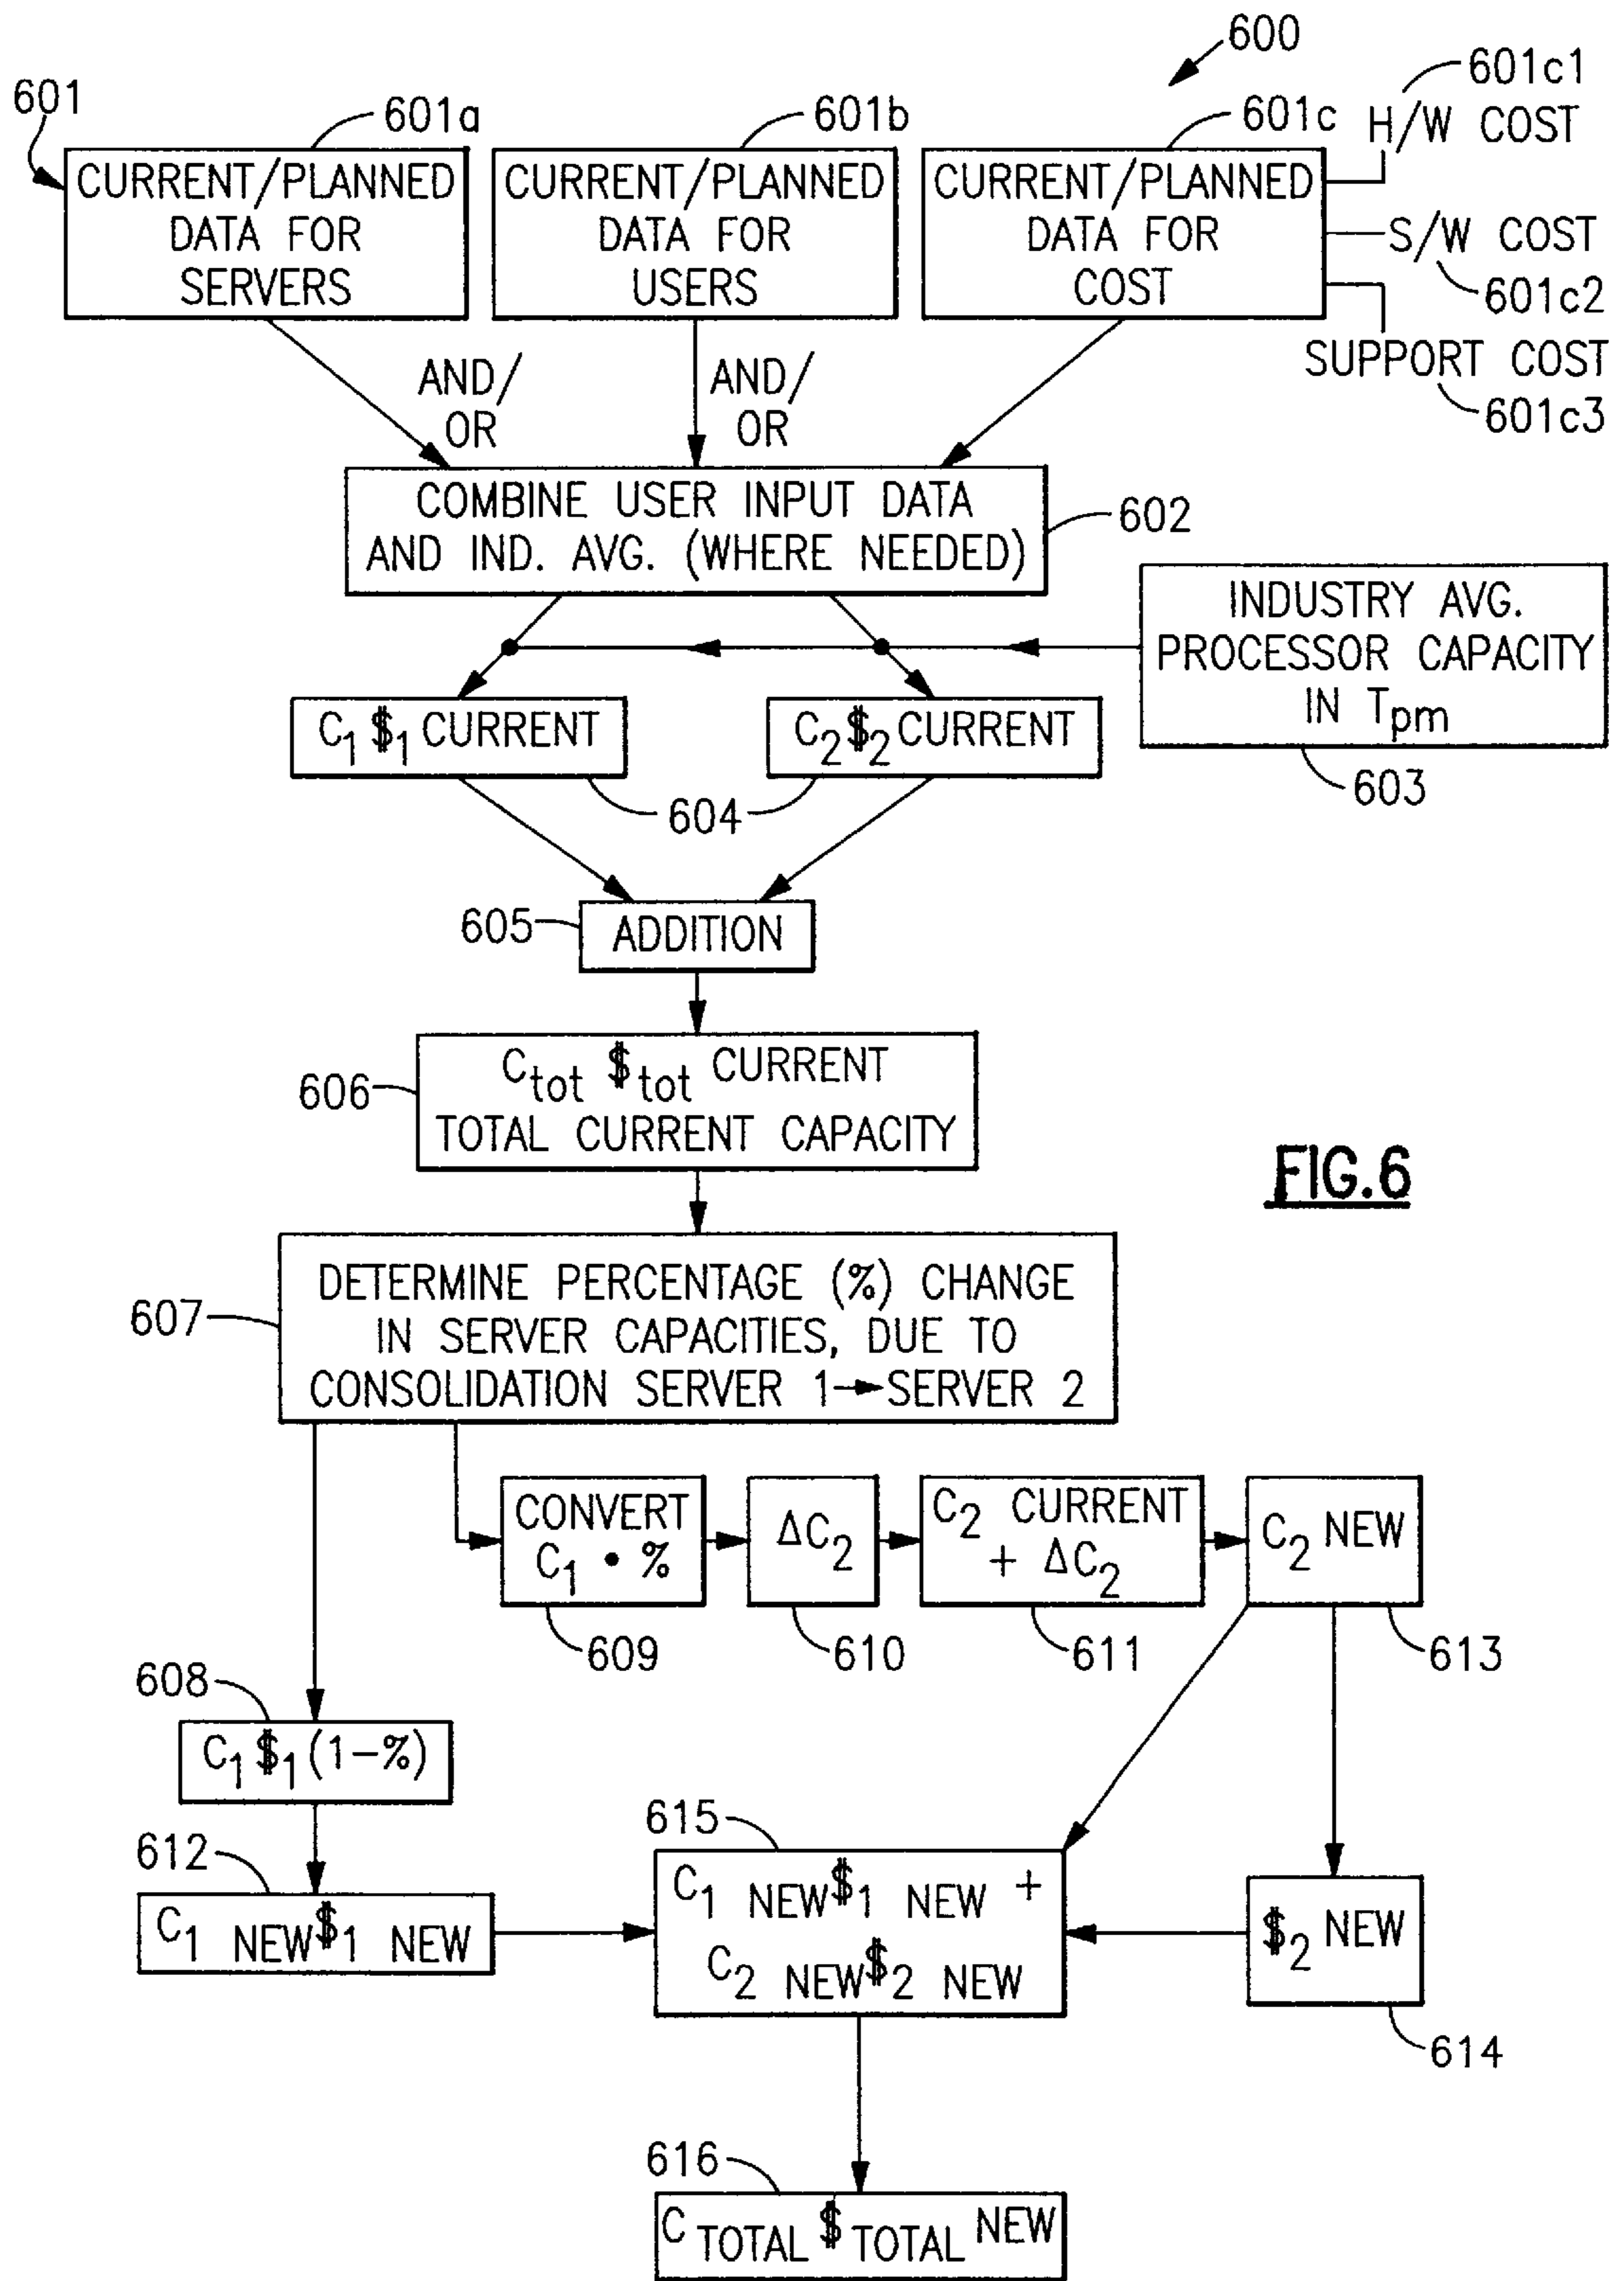 600
601
601a
601b
601c
601c1
H/W COST
CURRENT/PLANNED
DATA FOR
SERVERS
CURRENT/PLANNED
DATA FOR
USERS
CURRENT/PLANNED
DATA FOR
COST
S/W COST
601c2
SUPPORT COST
601c3
AND/
OR
AND/
OR
COMBINE USER INPUT DATA
AND IND. AVG. (WHERE NEEDED)
602
INDUSTRY AVG.
PROCESSOR CAPACITY
IN Tpm
603
C1 $1 CURRENT
C2 $2 CURRENT
604
605
ADDITION
606
Ctot $tot CURRENT
TOTAL CURRENT CAPACITY
FIG.6
607
DETERMINE PERCENTAGE (%) CHANGE
IN SERVER CAPACITIES, DUE TO
CONSOLIDATION SERVER 1→SERVER 2
CONVERT
C1 • %
ΔC2
C2 CURRENT
+ ΔC2
C2 NEW
609
610
611
613
608
C1 $1 (1-%)
612
C1 NEW $1 NEW
615
C1 NEW $1 NEW +
C2 NEW $2 NEW
$2 NEW
614
616
C TOTAL $ TOTAL NEW